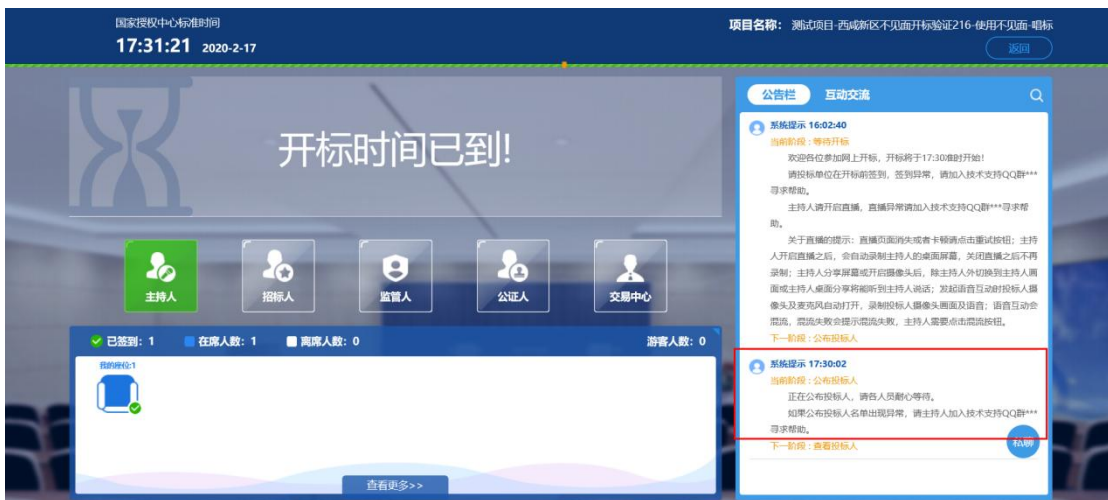 国家授权中心标准时间
17:31:21 2020-2-17
项目名称： 测试项目-西咸新区不见面开标验证216-使用不见面-唱标
返回
开标时间已到!
主持人
招标人
监管人
公证人
交易中心
已签到：1 在席人数：1 离席人数：0 游客人数：0
我的座位:1
查看更多>>
公告栏 互动交流
系统提示 16:02:40
当前阶段：等待开标
欢迎各位参加网上开标，开标将于17:30准时开始!
请投标单位在开标前签到，签到异常，请加入技术支持QQ群***
寻求帮助。
主持人请开启直播，直播异常请加入技术支持QQ群***寻求帮
助。
关于直播的提示：直播页面消失或者卡顿请点击重试按钮；主持
人开启直播之后，会自动录制主持人的桌面屏幕，关闭直播之后不再
录制；主持人分享屏幕或开启摄像头后，除主持人外切换到主持人画
面或主持人桌面分享将能听到主持人说话；发起语音互动时投标人摄
像头及麦克风自动打开，录制投标人摄像头画面及语音；语音互动会
混流，混流失败会提示混流失败，主持人需要点击混流按钮。
下一阶段：公布投标人
系统提示 17:30:02
当前阶段：公布投标人
正在公布投标人，请各人员耐心等待。
如果公布投标人名单出现异常，请主持人加入技术支持QQ群***
寻求帮助。
下一阶段：查看投标人
私聊